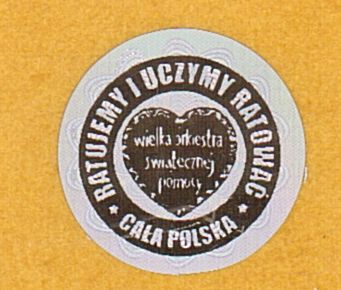 RATUJEMY I UCZYMY RATOWAĆ
wielka orkiestra
świątecznej
pomocy
★ CAŁA POLSKA ★